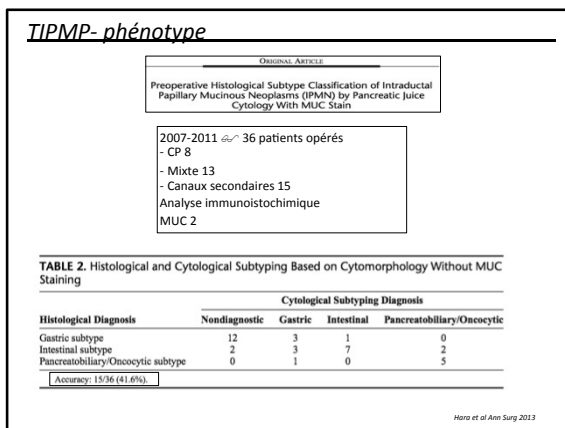 TIPMP- phénotype
ORIGINAL ARTICLE
Preoperative Histological Subtype Classification of Intraductal
Papillary Mucinous Neoplasms (IPMN) by Pancreatic Juice
Cytology With MUC Stain
2007-2011 36 patients opérés
- CP 8
- Mixte 13
- Canaux secondaires 15
Analyse immunoistochimique
MUC 2
TABLE 2. Histological and Cytological Subtyping Based on Cytomorphology Without MUC
Staining
Cytological Subtyping Diagnosis
Histological Diagnosis Nondiagnostic Gastric Intestinal Pancreatobiliary/Oncocytic
Gastric subtype 12 3 1 0
Intestinal subtype 2 3 7 2
Pancreatobiliary/Oncocytic subtype 0 1 0 5
Accuracy: 15/36 (41.6%).
Hara et al Ann Surg 2013